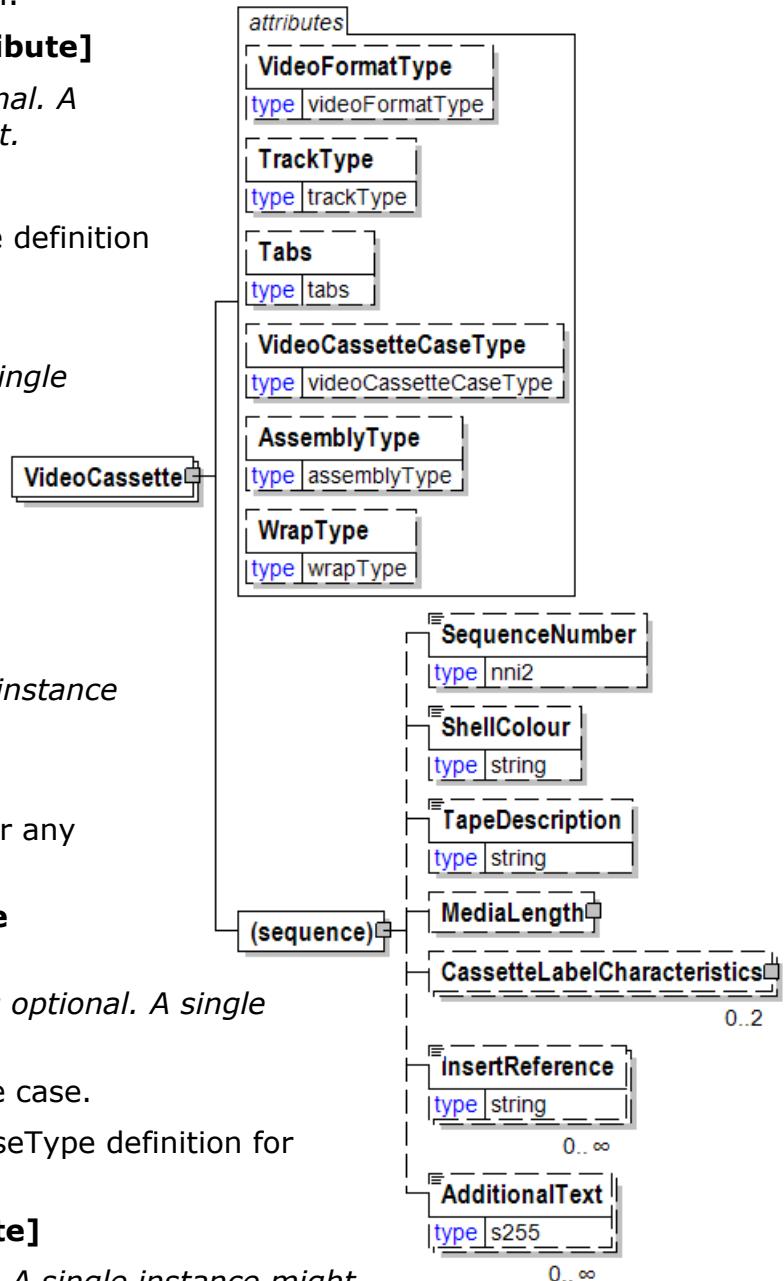 n.
ibute]
nal. A
t.
e definition
ingle
instance
r any
e
optional. A single
e case.
seType definition for
te]
A single instance might
attributes
VideoFormatType
type videoFormatType
TrackType
type trackType
Tabs
type tabs
VideoCassetteCaseType
type videoCassetteCaseType
AssemblyType
type assemblyType
WrapType
type wrapType
VideoCassette
SequenceNumber
type nni2
ShellColour
type string
TapeDescription
type string
MediaLength
(sequence)
CassetteLabelCharacteristics
0..2
InsertReference
type string
0..∞
AdditionalText
type s255
0..∞